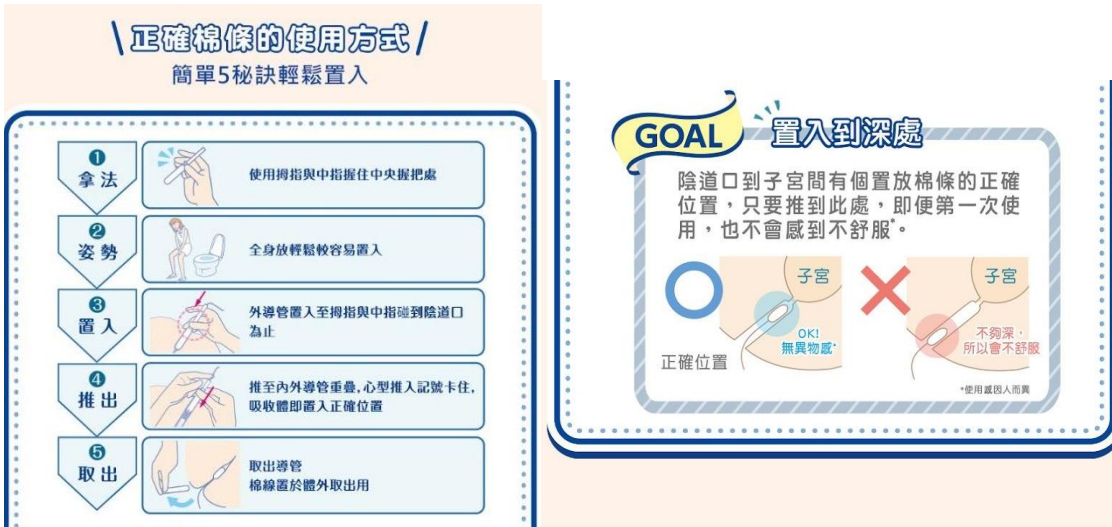 正確棉條的使用方式
簡單5秘訣輕鬆置入
1
拿法
使用拇指與中指握住中央握把處
2
姿勢
全身放輕鬆較容易置入
3
置入
外導管置入至拇指與中指碰到陰道口
為止
4
推出
推至內外導管重疊,心型推入記號卡住,
吸收體即置入正確位置
5
取出
取出導管
棉線置於體外取出用
GOAL 置入到深處
陰道口到子宮間有個置放棉條的正確
位置,只要推到此處,即便第一次使
用,也不會感到不舒服*。
子宮
OK!
無異物感*
正確位置
子宮
不夠深、
所以會不舒服
*使用感因人而異